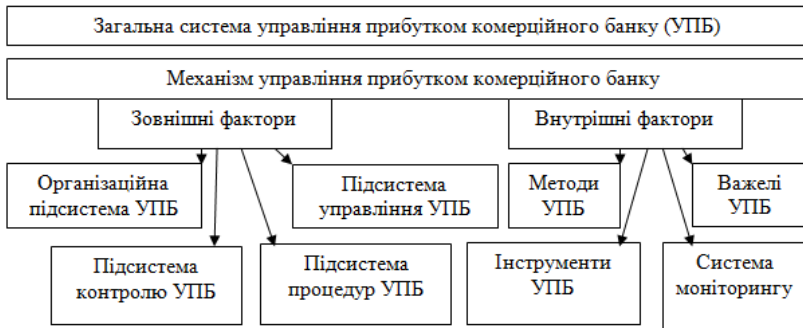 Загальна система управління прибутком комерційного банку (УПБ)
Механізм управління прибутком комерційного банку
Зовнішні фактори
Внутрішні фактори
Організаційна
підсистема УПБ
Підсистема
управління УПБ
Методи
УПБ
Важелі
УПБ
Підсистема
контролю УПБ
Підсистема
процедур УПБ
Інструменти
УПБ
Система
моніторингу